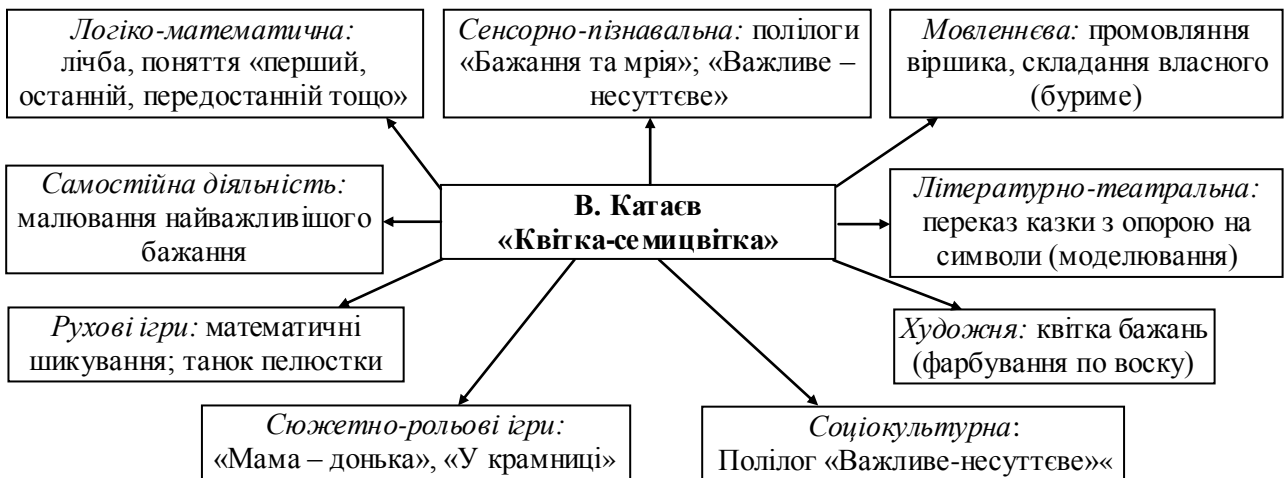 Логіко-математична:
лічба, поняття «перший,
останній, передостанній тощо»
Сенсорно-пізнавальна: полілоги
«Бажання та мрія»; «Важливе –
несуттєве»
Мовленнєва: промовляння
віршика, складання власного
(буриме)
Самостійна діяльність:
малювання найважливішого
бажання
В. Катаєв
«Квітка-семицвітка»
Літературно-театральна:
переказ казки з опорою на
символи (моделювання)
Рухові ігри: математичні
шикування; танок пелюстки
Художня: квітка бажань
(фарбування по воску)
Сюжетно-рольові ігри:
«Мама – донька», «У крамниці»
Соціокультурна:
Полілог «Важливе-несуттєве»«